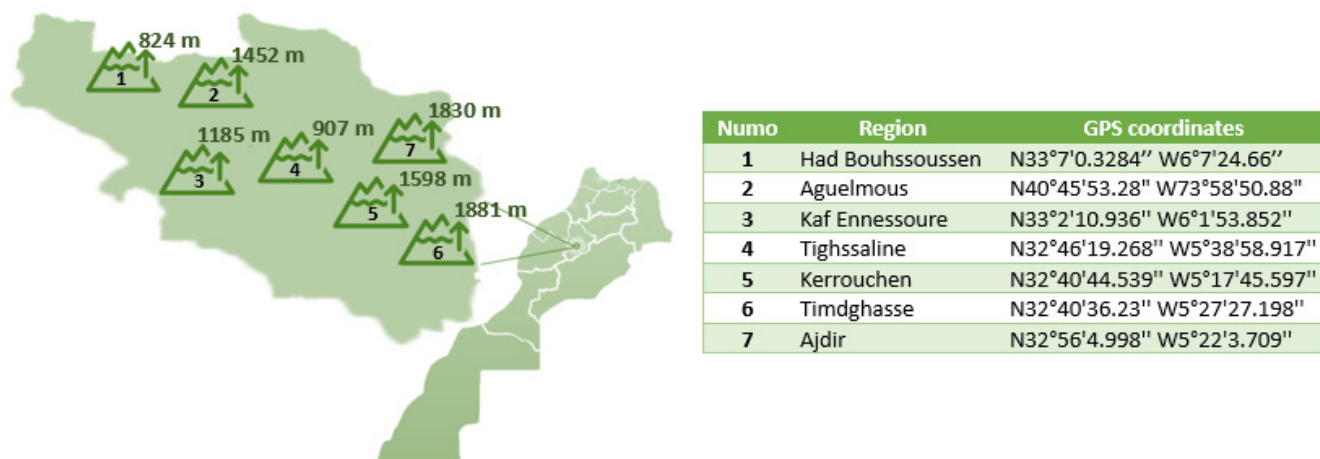 824 m
1
1452 m
2
1830 m
7
1185 m
3
907 m
4
1598 m
5
1881 m
6
Numo Region GPS coordinates
1 Had Bouhssoussen N33°7'0.3284’’ W6°7'24.66’’
2 Aguelmous N40°45'53.28" W73°58'50.88"
3 Kaf Ennessoure N33°2'10.936'' W6°1'53.852''
4 Tighssaline N32°46'19.268'' W5°38'58.917''
5 Kerrouchen N32°40'44.539'' W5°17'45.597''
6 Timdghasse N32°40'36.23'' W5°27'27.198''
7 Ajdir N32°56'4.998'' W5°22'3.709''